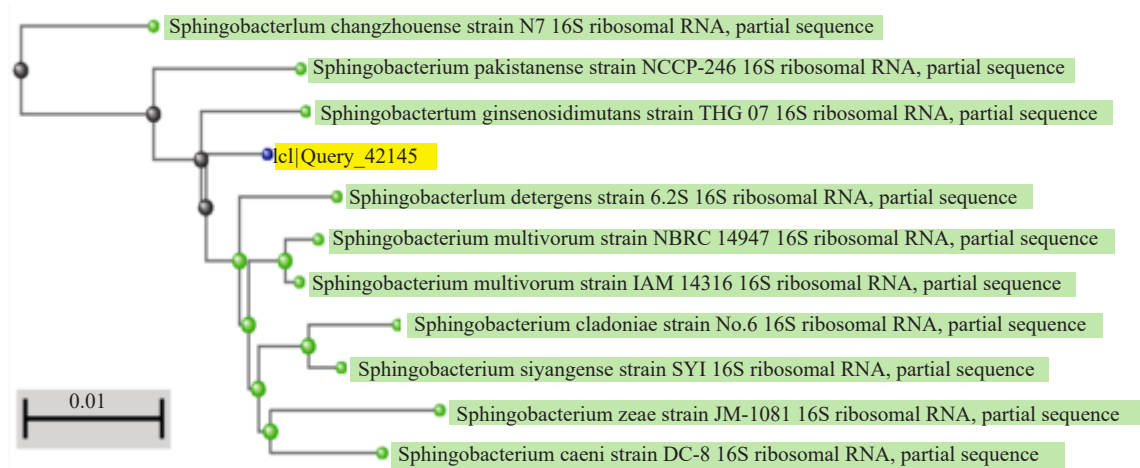 Sphingobacterlum changzhouense strain N7 16S ribosomal RNA, partial sequence
Sphingobacterium pakistanense strain NCCP-246 16S ribosomal RNA, partial sequence
Sphingobactertum ginsenosidimutans strain THG 07 16S ribosomal RNA, partial sequence
lcl|Query_42145
Sphingobacterlum detergens strain 6.2S 16S ribosomal RNA, partial sequence
Sphingobacterium multivorum strain NBRC 14947 16S ribosomal RNA, partial sequence
Sphingobacterium multivorum strain IAM 14316 16S ribosomal RNA, partial sequence
Sphingobacterium cladoniae strain No.6 16S ribosomal RNA, partial sequence
Sphingobacterium siyangense strain SYI 16S ribosomal RNA, partial sequence
Sphingobacterium zeae strain JM-1081 16S ribosomal RNA, partial sequence
Sphingobacterium caeni strain DC-8 16S ribosomal RNA, partial sequence
0.01